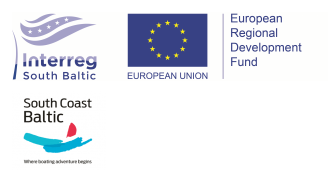 Interreg
South Baltic
EUROPEAN UNION
European
Regional
Development
Fund
South Coast
Baltic
Where boating adventure begins